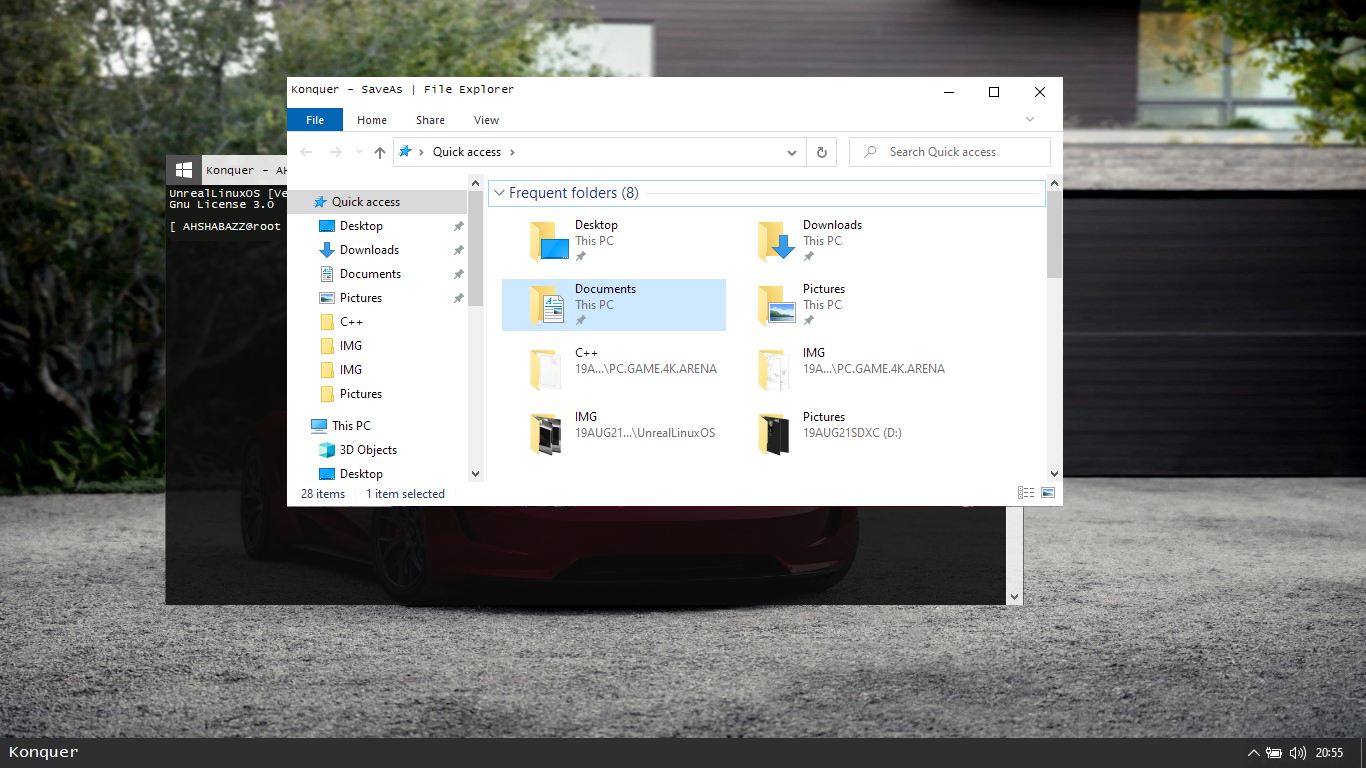 Konquer - SaveAs | File Explorer
File Home Share View
Quick access
Search Quick access
Konquer - AH
UnrealLinuxOS [Ve
Gnu License 3.0
[ AHSHABAZZ@root
Quick access
Desktop
Downloads
Documents
Pictures
C++
IMG
IMG
Pictures
This PC
3D Objects
Desktop
Frequent folders (8)
Desktop
This PC
Downloads
This PC
Documents
This PC
Pictures
This PC
C++
19A...\PC.GAME.4K.ARENA
IMG
19A...\PC.GAME.4K.ARENA
IMG
19AUG21...\UnrealLinuxOS
Pictures
19AUG21SDXC (D:)
28 items 1 item selected
Konquer
20:55